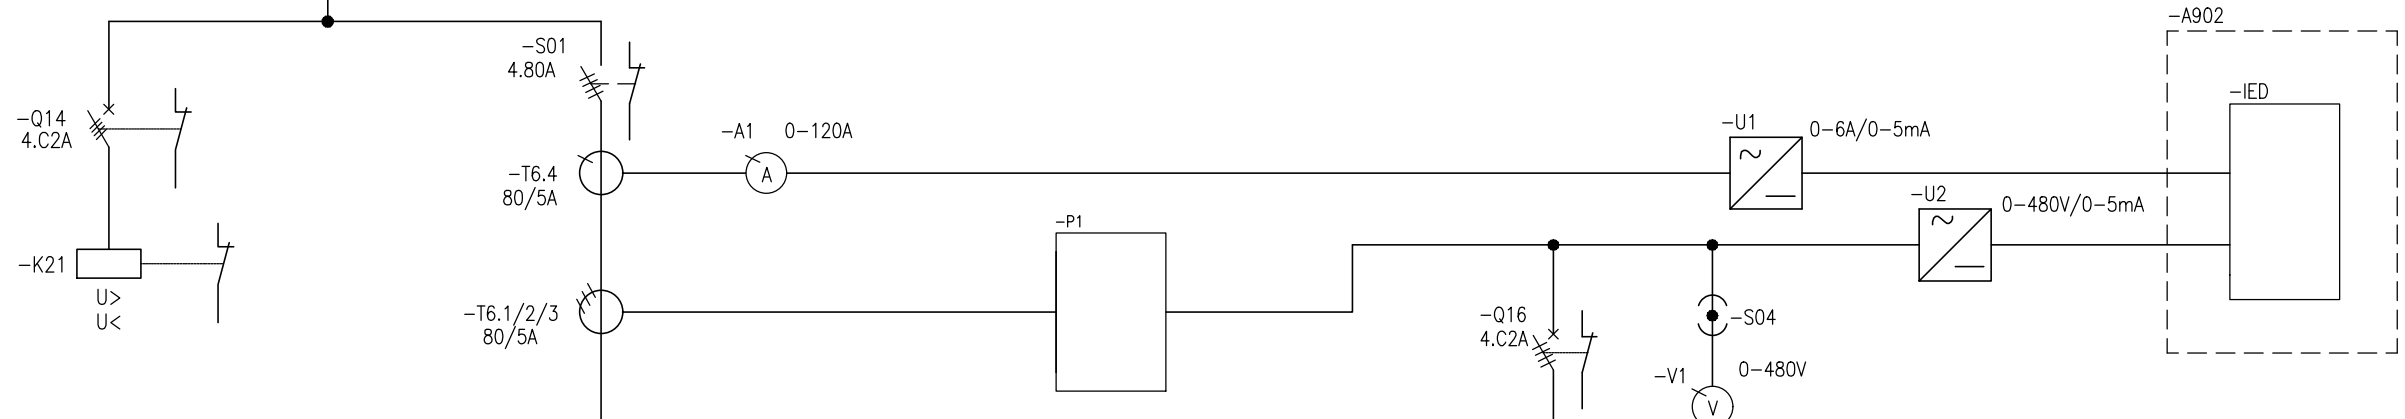 -A902
-S01
4.80A
-IED
-Q14
4.C2A
-A1 0-120A
-U1
0-6A/0-5mA
A
-T6.4
80/5A
-U2
0-480V/0-5mA
-P1
-K21
U>
U<
-T6.1/2/3
80/5A
-Q16
4.C2A
-S04
-V1
0-480V
V